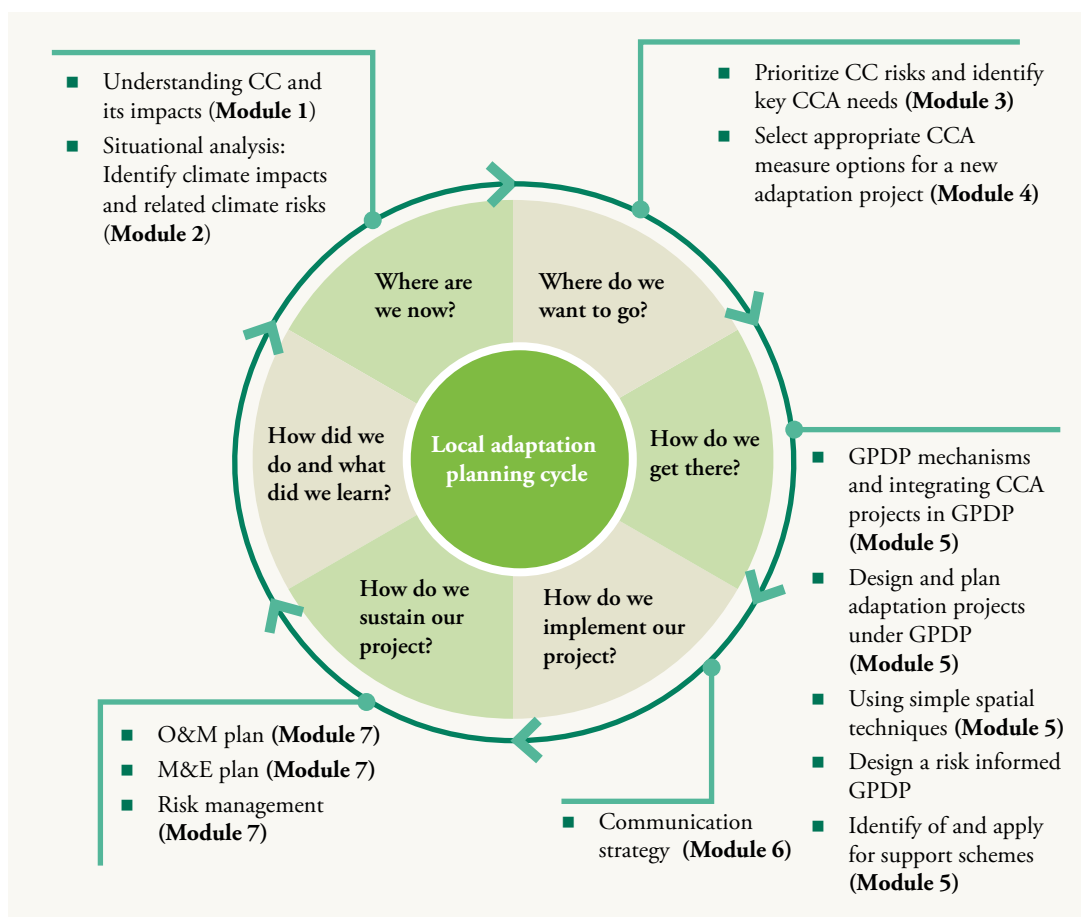 ■ Understanding CC and
its impacts (Module 1)
■ Situational analysis:
Identify climate impacts
and related climate risks
(Module 2)
■ Prioritize CC risks and identify
key CCA needs (Module 3)
■ Select appropriate CCA
measure options for a new
adaptation project (Module 4)
Where are
we now?
Where do we
want to go?
How do we
get there?
How do we
implement our
project?
How do we
sustain our
project?
How did we
do and what
did we learn?
Local adaptation
planning cycle
■ GPDP mechanisms
and integrating CCA
projects in GPDP
(Module 5)
■ Design and plan
adaptation projects
under GPDP
(Module 5)
■ Using simple spatial
techniques (Module 5)
■ Design a risk informed
GPDP
■ Identify of and apply
for support schemes
(Module 5)
■ Communication
strategy (Module 6)
■ O&M plan (Module 7)
■ M&E plan (Module 7)
■ Risk management
(Module 7)